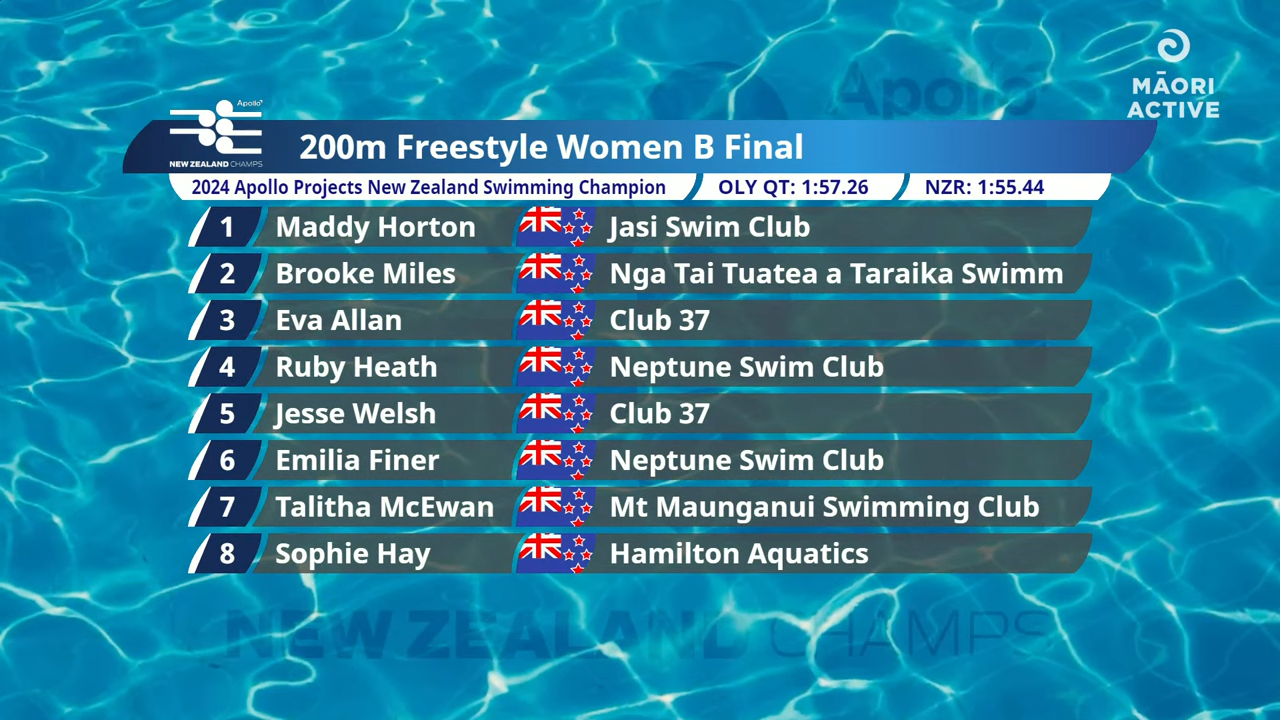 Apollo
MĀORI
ACTIVE
Apollo
NEW ZEALAND CHAMPS
200m Freestyle Women B Final
2024 Apollo Projects New Zealand Swimming Champion
OLY QT: 1:57.26
NZR: 1:55.44
1 Maddy Horton Jasi Swim Club
2 Brooke Miles Nga Tai Tuatea a Taraika Swimm
3 Eva Allan Club 37
4 Ruby Heath Neptune Swim Club
5 Jesse Welsh Club 37
6 Emilia Finer Neptune Swim Club
7 Talitha McEwan Mt Maunganui Swimming Club
8 Sophie Hay Hamilton Aquatics
NEW ZEALAND CHAMPS